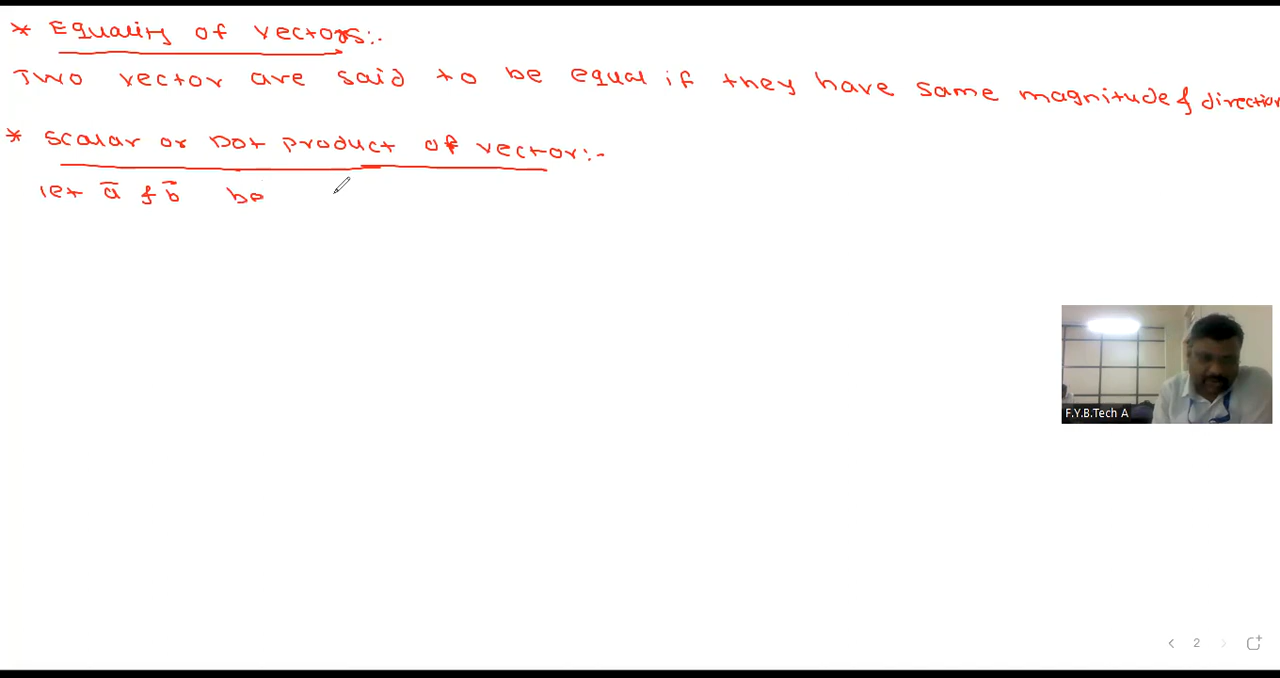 * Equality of vectors:.
Two vector are said to be equal if they have same magnitude & direction
* scalar or Dot product of vector:-
let a̅ & b̅ be
F.Y.B.Tech A
2